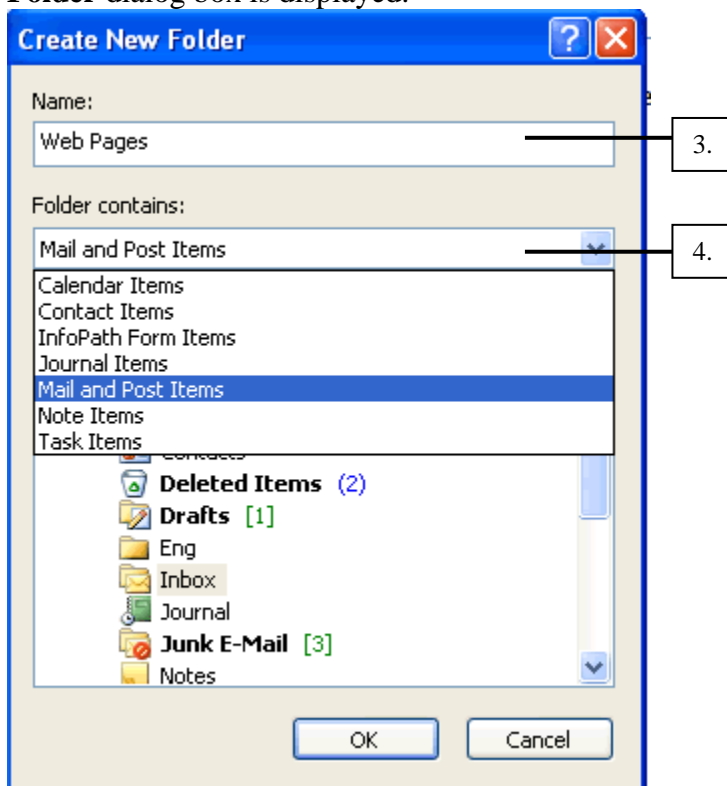 Folder dialog box is displayed.
Create New Folder
Name:
Web Pages
3.
Folder contains:
Mail and Post Items
4.
Calendar Items
Contact Items
InfoPath Form Items
Journal Items
Mail and Post Items
Note Items
Task Items
Contacts
Deleted Items (2)
Drafts [1]
Eng
Inbox
Journal
Junk E-Mail [3]
Notes
OK Cancel